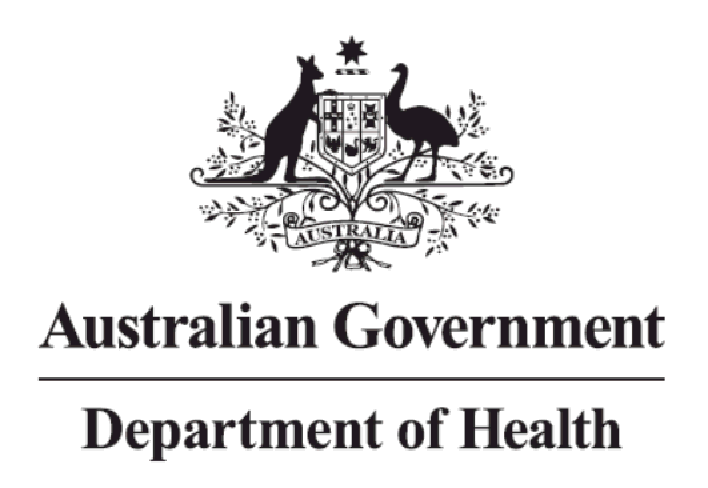 AUSTRALIA
Australian Government
Department of Health